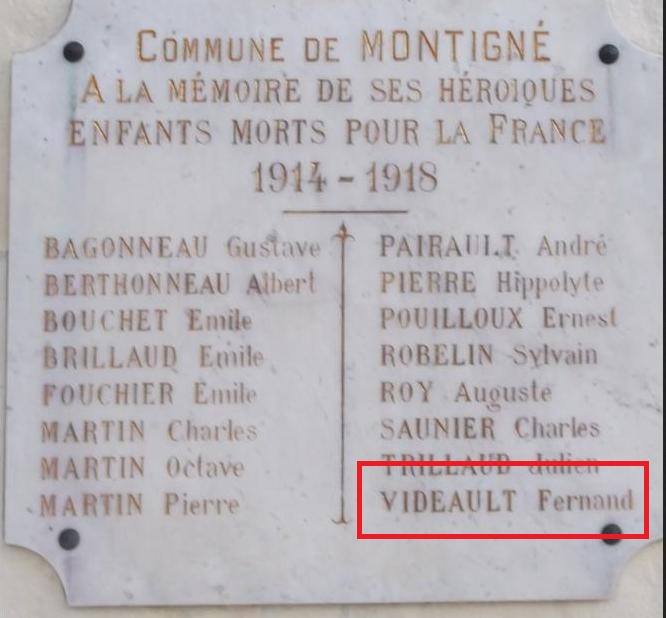 COMMUNE DE MONTIGNÉ
A LA MÉMOIRE DE SES HÉROIQUES
ENFANTS MORTS POUR LA FRANCE
1914 - 1918
BAGONNEAU Gustave
BERTHONNEAU Albert
BOUCHET Emile
BRILLAUD Emile
FOUCHIER Emile
MARTIN Charles
MARTIN Octave
MARTIN Pierre
PAIRAULT André
PIERRE Hippolyte
POUILLOUX Ernest
ROBELIN Sylvain
ROY Auguste
SAUNIER Charles
TRILLAUD Julien
VIDEAULT Fernand